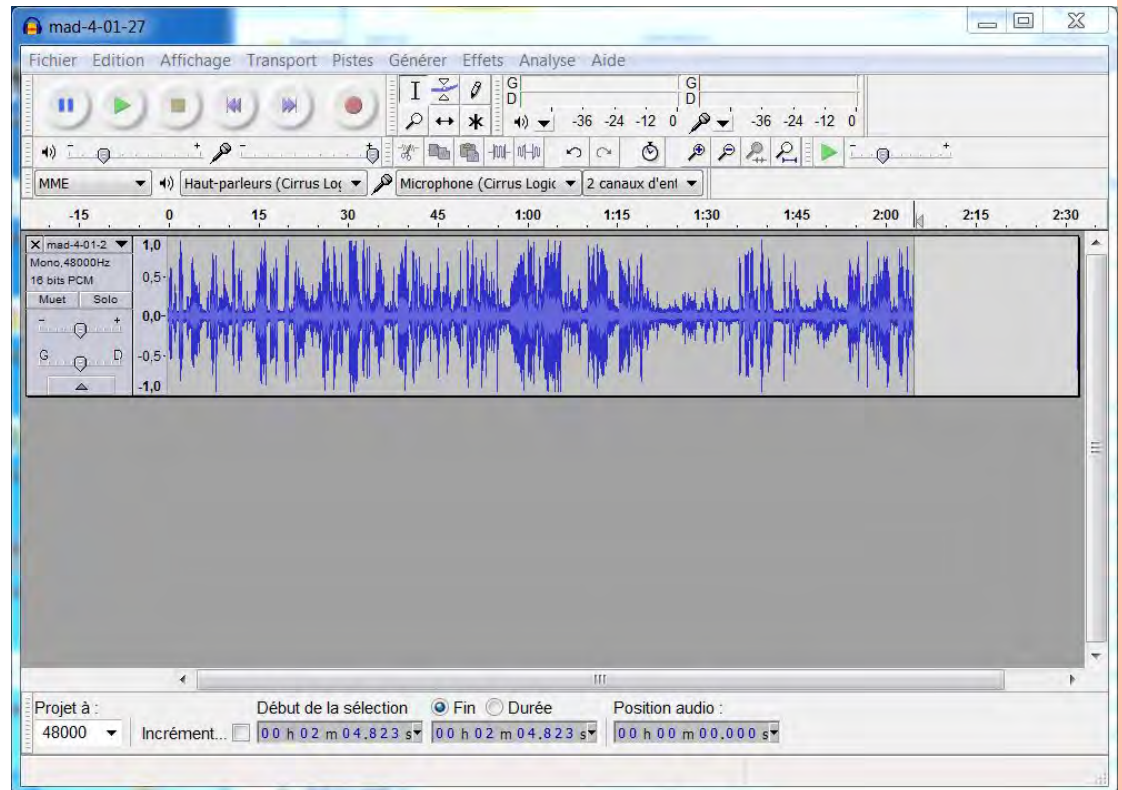 mad-4-01-27
Fichier Edition Affichage Transport Pistes Générer Effets Analyse Aide
G G
D D
-36 -24 -12 0 -36 -24 -12 0
- + - + - +
MME Haut-parleurs (Cirrus Log Microphone (Cirrus Logic 2 canaux d'ent
-15 0 15 30 45 1:00 1:15 1:30 1:45 2:00 2:15 2:30
X mad-4-01-2 1,0
Mono,48000Hz
16 bits PCM 0,5
Muet Solo
- + 0,0
G D -0,5
-1,0
Projet à : Début de la sélection Fin Durée Position audio :
48000 Incrément... 00 h 02 m 04.823 s 00 h 02 m 04.823 s 00 h 00 m 00.000 s